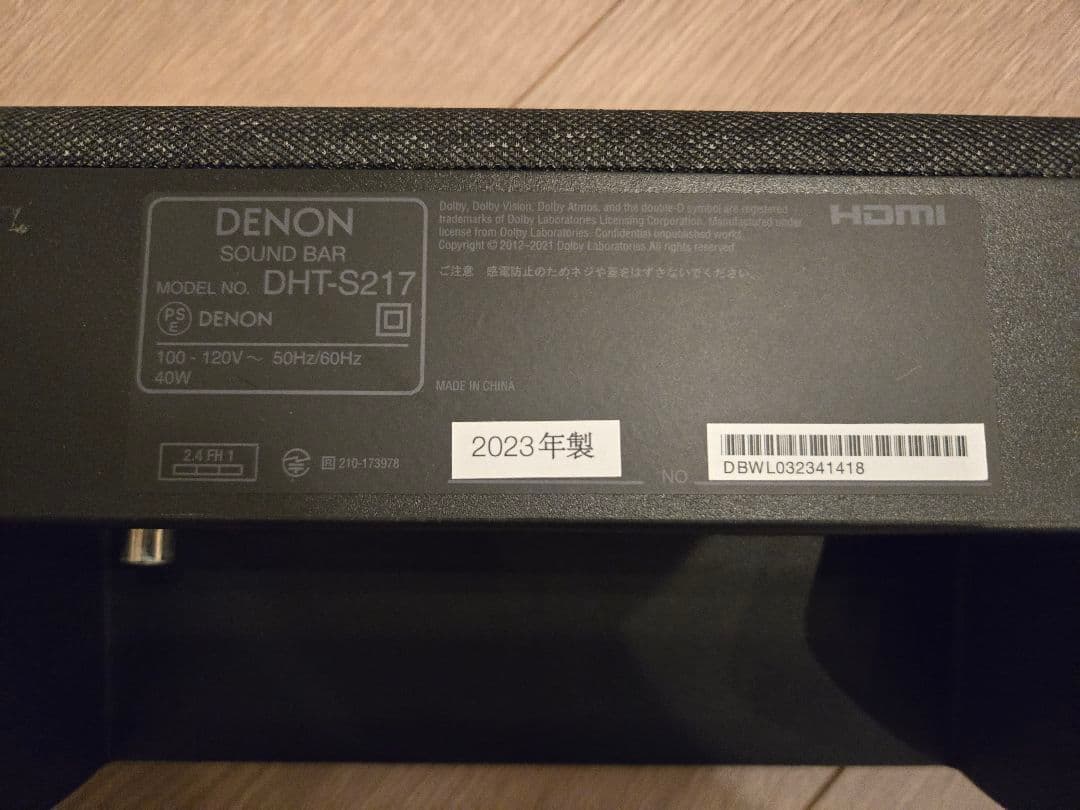 DENON
SOUND BAR
MODEL NO. DHT-S217
PS
E
DENON
100 - 120V～ 50Hz/60Hz
40W
Dolby, Dolby Vision, Dolby Atmos, and the double-D symbol are registered
trademarks of Dolby Laboratories Licensing Corporation. Manufactured under
license from Dolby Laboratories. Confidential unpublished works.
Copyright © 2012-2021 Dolby Laboratories All rights reserved
HDMI
ご注意 感電防止のためネジや蓋をはずさないでください。
MADE IN CHINA
2.4 FH 1
R 210-173978
2023年製
NO.
DBWL032341418